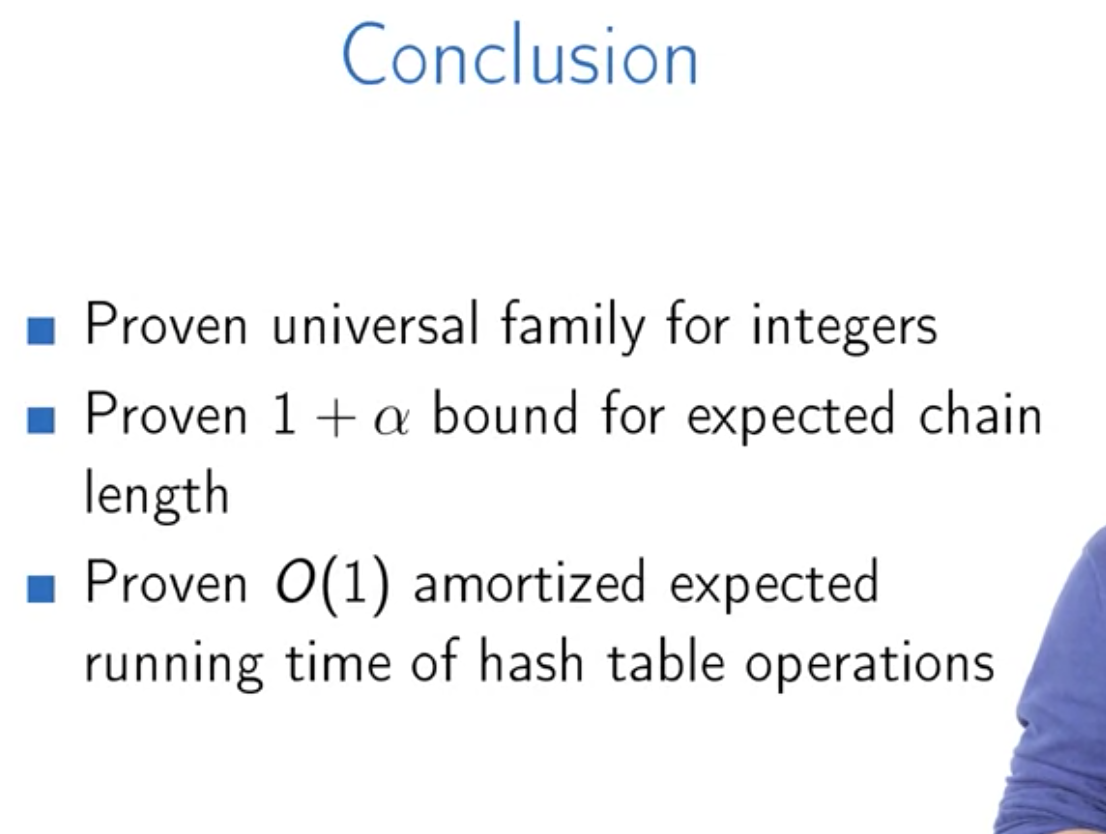 Conclusion
Proven universal family for integers
Proven 1 + α bound for expected chain
length
Proven O(1) amortized expected
running time of hash table operations